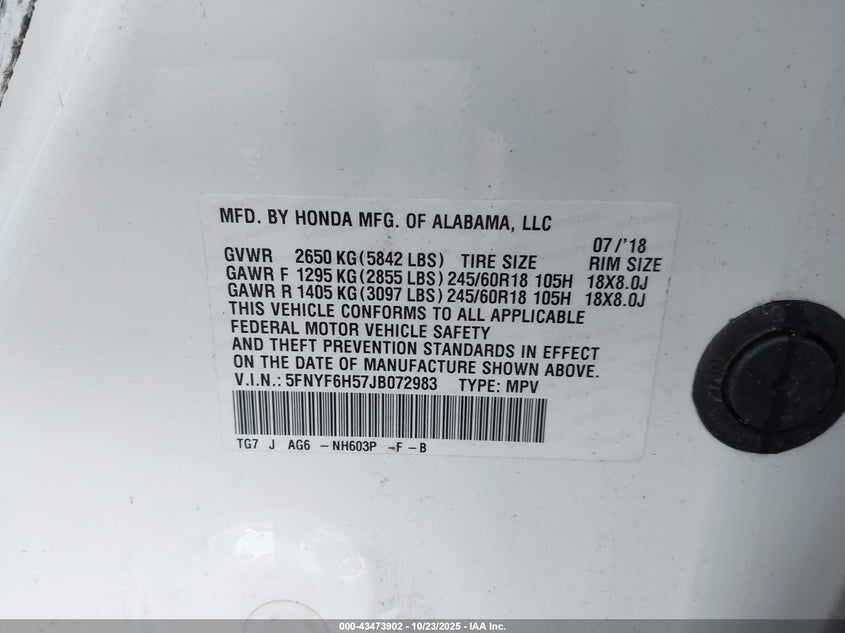 MFD. BY HONDA MFG. OF ALABAMA, LLC
07/'18
GVWR 2650 KG(5842 LBS) TIRE SIZE RIM SIZE
GAWR F 1295 KG(2855 LBS) 245/60R18 105H 18X8.0J
GAWR R 1405 KG(3097 LBS) 245/60R18 105H 18X8.0J
THIS VEHICLE CONFORMS TO ALL APPLICABLE
FEDERAL MOTOR VEHICLE SAFETY
AND THEFT PREVENTION STANDARDS IN EFFECT
ON THE DATE OF MANUFACTURE SHOWN ABOVE.
V.I.N.: 5FNYF6H57JB072983 TYPE: MPV
TG7 J AG6 -NH603P -F-B
000-43473902 - 10/23/2025 - IAA Inc.